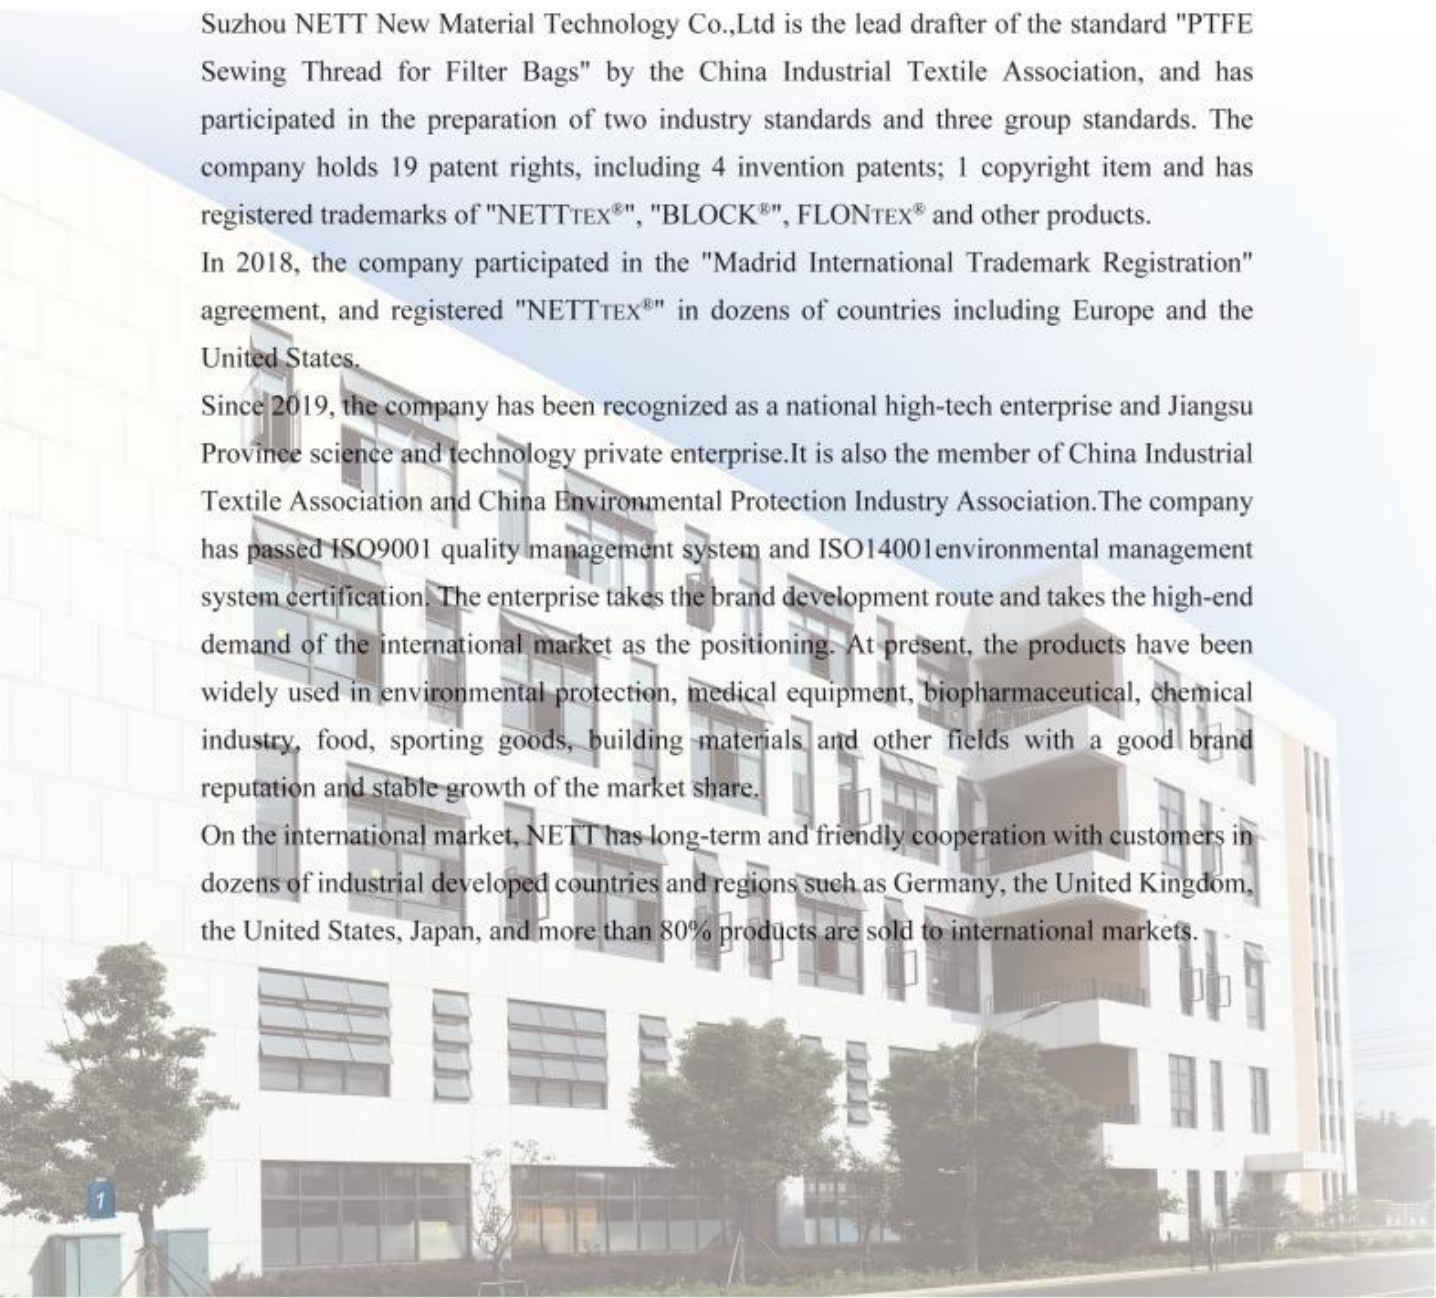 Suzhou NETT New Material Technology Co.,Ltd is the lead drafter of the standard "PTFE
Sewing Thread for Filter Bags" by the China Industrial Textile Association, and has
participated in the preparation of two industry standards and three group standards. The
company holds 19 patent rights, including 4 invention patents; 1 copyright item and has
registered trademarks of "NETTTEX®", "BLOCK®", FLONTEX® and other products.
In 2018, the company participated in the "Madrid International Trademark Registration"
agreement, and registered "NETTTEX®" in dozens of countries including Europe and the
United States.
Since 2019, the company has been recognized as a national high-tech enterprise and Jiangsu
Province science and technology private enterprise.It is also the member of China Industrial
Textile Association and China Environmental Protection Industry Association.The company
has passed ISO9001 quality management system and ISO14001environmental management
system certification. The enterprise takes the brand development route and takes the high-end
demand of the international market as the positioning. At present, the products have been
widely used in environmental protection, medical equipment, biopharmaceutical, chemical
industry, food, sporting goods, building materials and other fields with a good brand
reputation and stable growth of the market share.
On the international market, NETT has long-term and friendly cooperation with customers in
dozens of industrial developed countries and regions such as Germany, the United Kingdom,
the United States, Japan, and more than 80% products are sold to international markets.
1